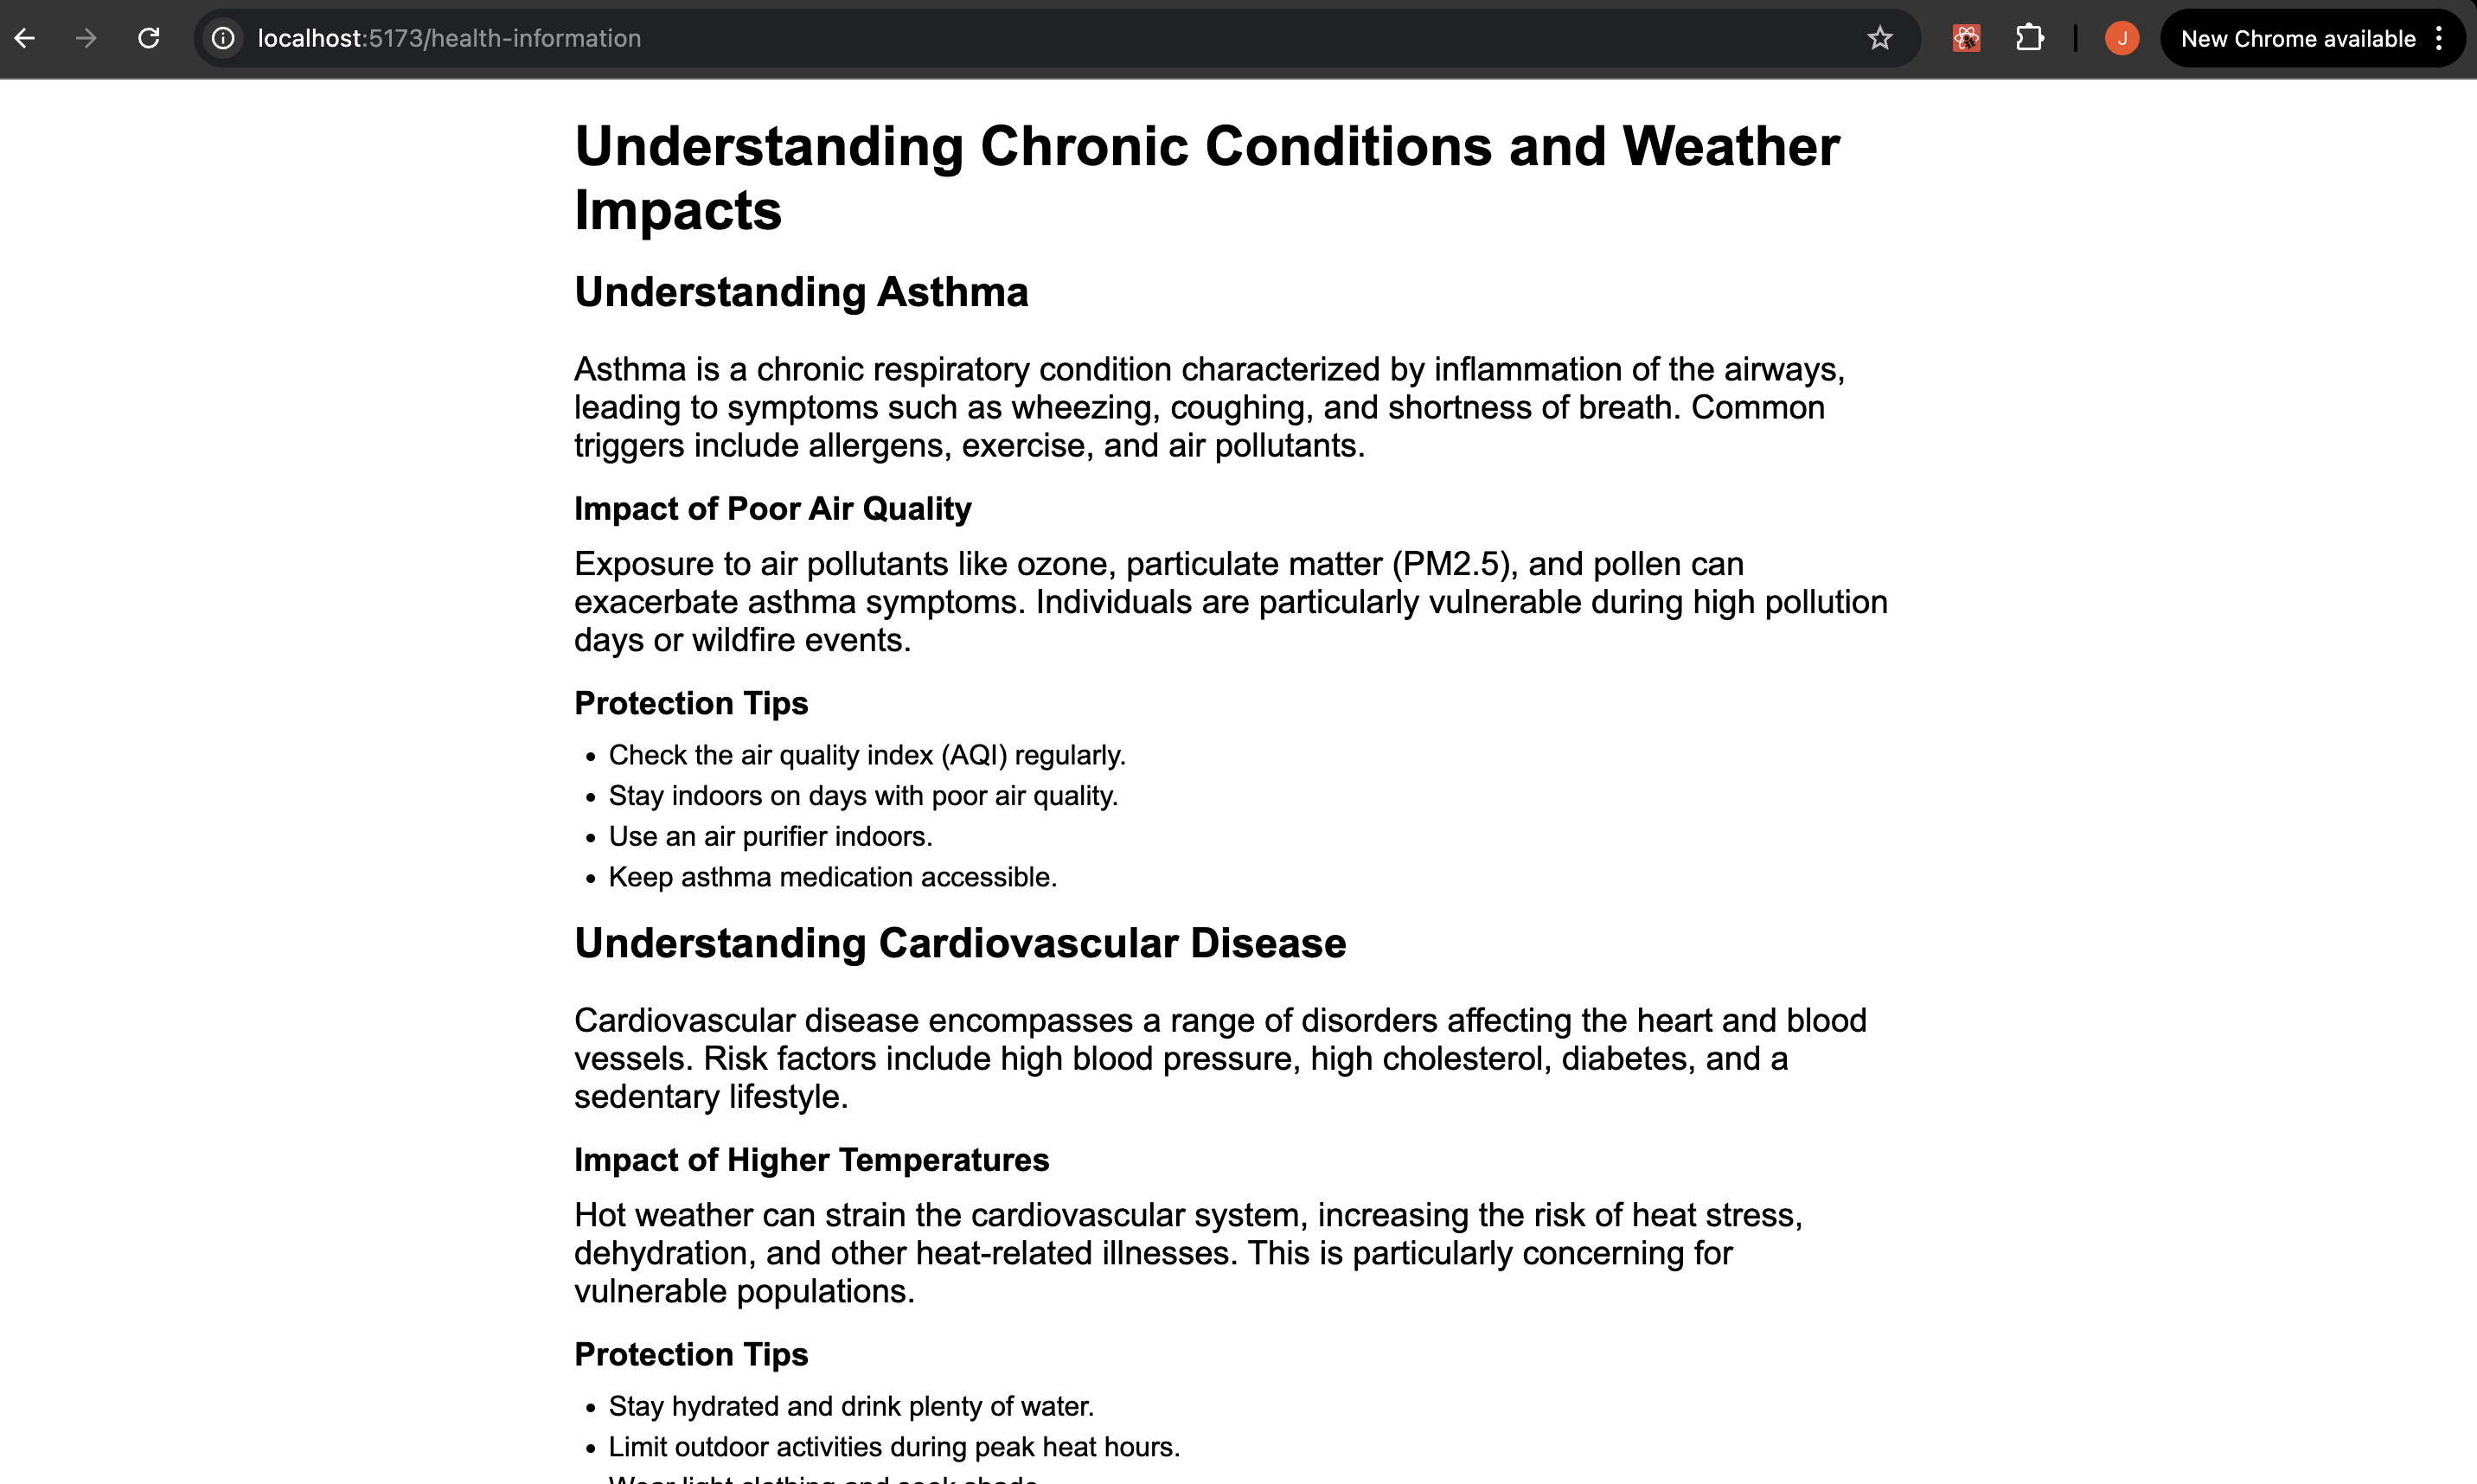 localhost:5173/health-information
J
New Chrome available
Understanding Chronic Conditions and Weather
Impacts
Understanding Asthma
Asthma is a chronic respiratory condition characterized by inflammation of the airways,
leading to symptoms such as wheezing, coughing, and shortness of breath. Common
triggers include allergens, exercise, and air pollutants.
Impact of Poor Air Quality
Exposure to air pollutants like ozone, particulate matter (PM2.5), and pollen can
exacerbate asthma symptoms. Individuals are particularly vulnerable during high pollution
days or wildfire events.
Protection Tips
• Check the air quality index (AQI) regularly.
• Stay indoors on days with poor air quality.
• Use an air purifier indoors.
• Keep asthma medication accessible.
Understanding Cardiovascular Disease
Cardiovascular disease encompasses a range of disorders affecting the heart and blood
vessels. Risk factors include high blood pressure, high cholesterol, diabetes, and a
sedentary lifestyle.
Impact of Higher Temperatures
Hot weather can strain the cardiovascular system, increasing the risk of heat stress,
dehydration, and other heat-related illnesses. This is particularly concerning for
vulnerable populations.
Protection Tips
• Stay hydrated and drink plenty of water.
• Limit outdoor activities during peak heat hours.
Wear light clothing and seek shade